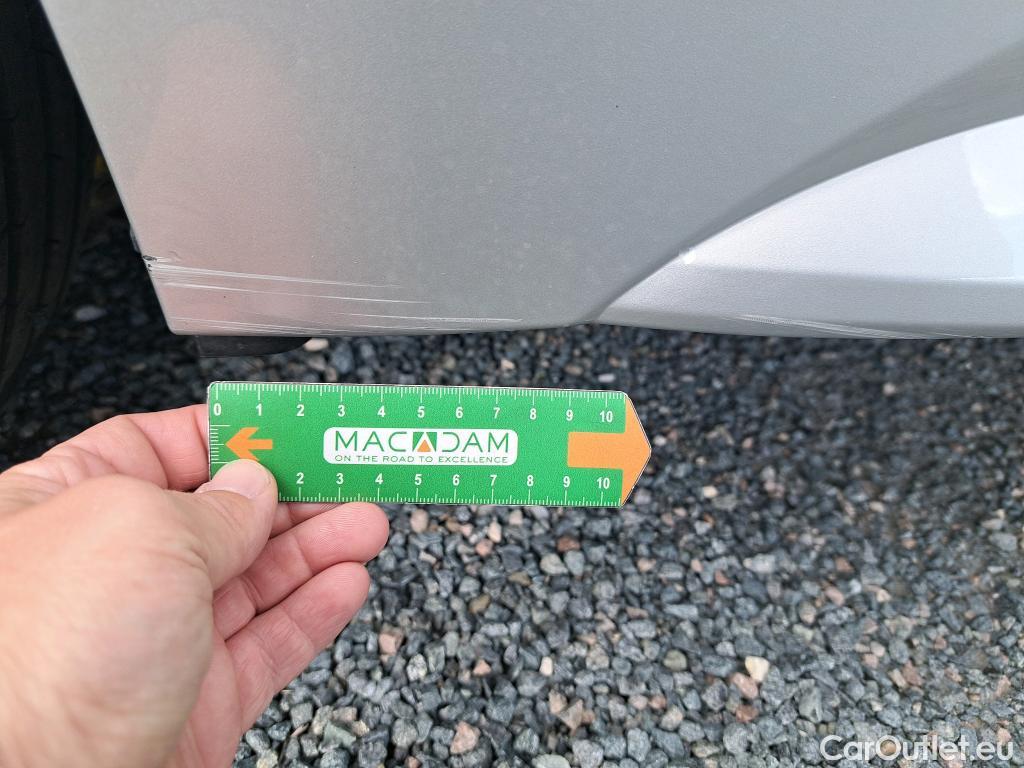 0 1 2 3 4 5 6 7 8 9 10
MACADAM
ON THE ROAD TO EXCELLENCE
2 3 4 5 6 7 8 9 10
CarOutlet.eu